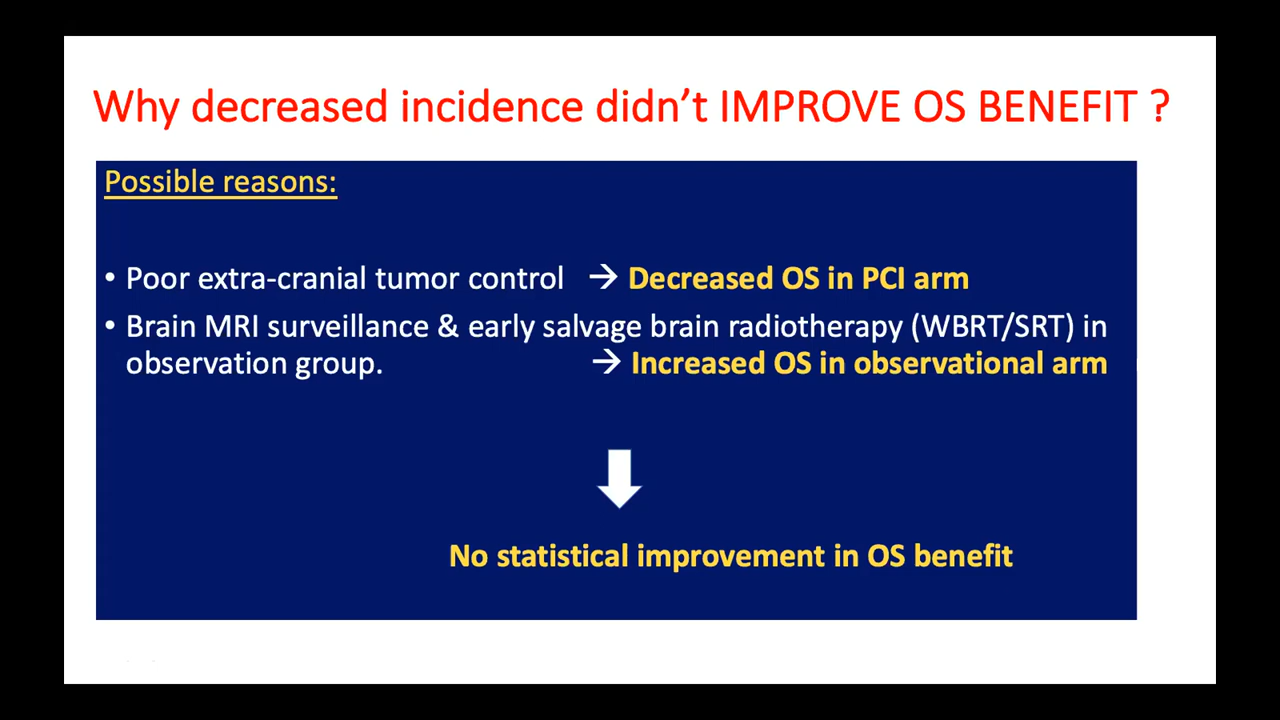 Why decreased incidence didn’t IMPROVE OS BENEFIT ?
Possible reasons:
• Poor extra-cranial tumor control → Decreased OS in PCI arm
• Brain MRI surveillance & early salvage brain radiotherapy (WBRT/SRT) in
observation group. → Increased OS in observational arm
No statistical improvement in OS benefit